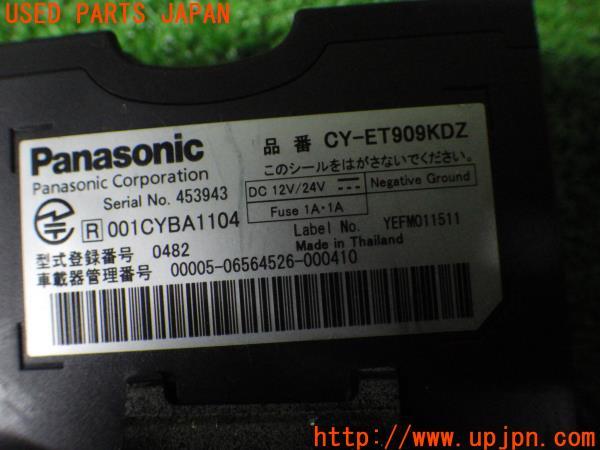 USED PARTS JAPAN
Panasonic
Panasonic Corporation
Serial No. 453943
R 001CYBA1104
品番 CY-ET909KDZ
このシールをはがさないでください。
DC 12V/24V Negative Ground
Fuse 1A・1A
Label No. YEFM011511
Made in Thailand
型式登録番号 0482
車載器管理番号 00005-06564526-000410
http://www.upjpn.com/